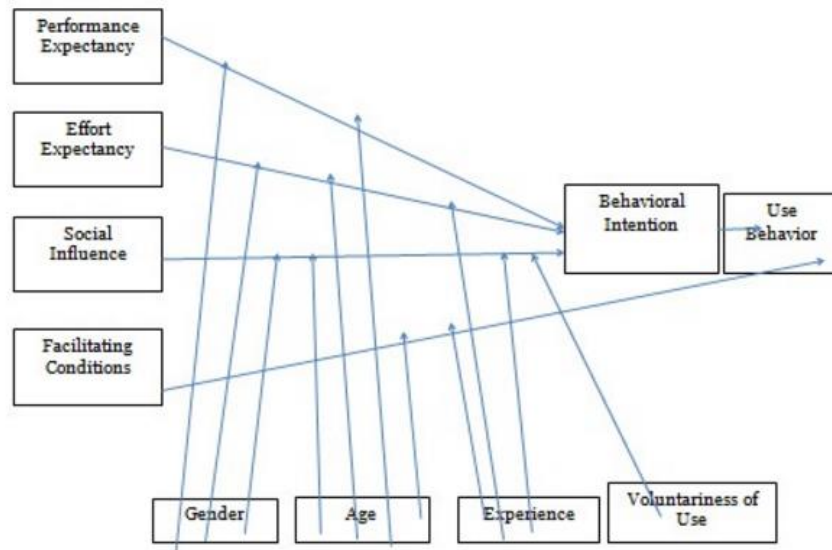 Performance
Expectancy
Effort
Expectancy
Social
Influence
Facilitating
Conditions
Behavioral
Intention
Use
Behavior
Gender
Age
Experience
Voluntariness of
Use